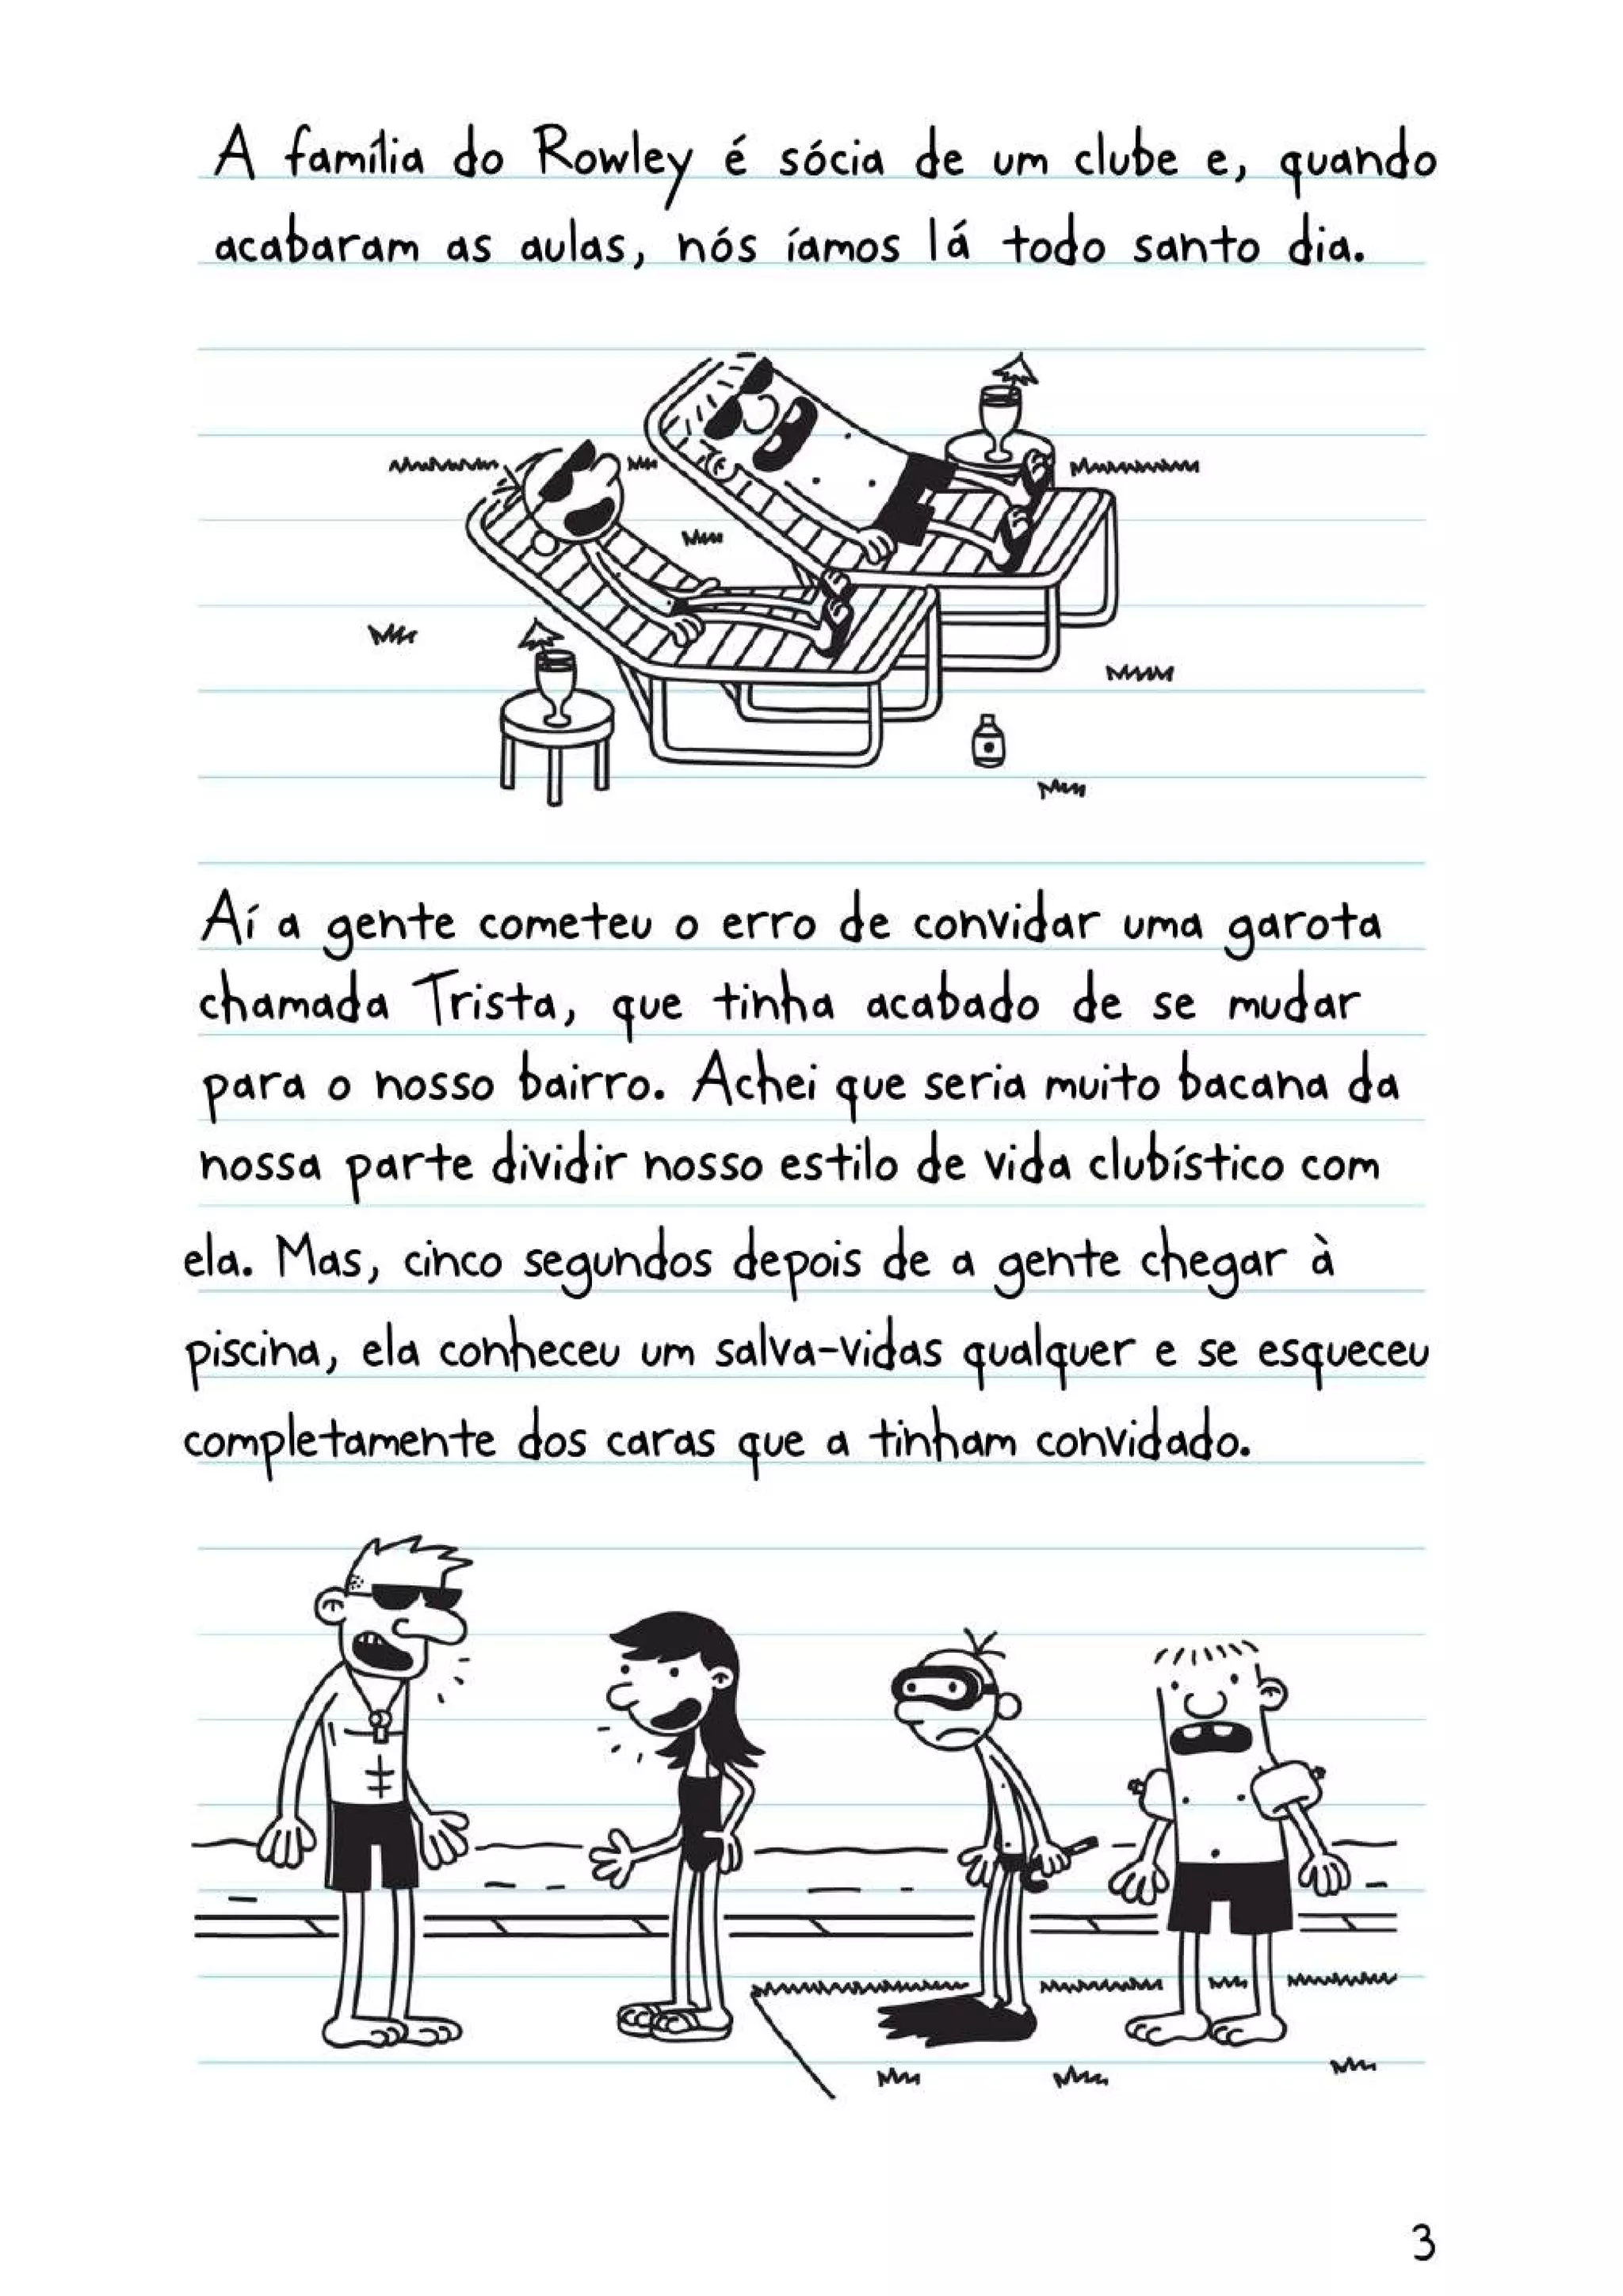 A família do Rowley é sócia de um clube e, quando
acabaram as aulas, nós íamos lá todo santo dia.
Aí a gente cometeu o erro de convidar uma garota
chamada Trista, que tinha acabado de se mudar
para o nosso bairro. Achei que seria muito bacana da
nossa parte dividir nosso estilo de vida clubístico com
ela. Mas, cinco segundos depois de a gente chegar à
piscina, ela conheceu um salva-vidas qualquer e se esqueceu
completamente dos caras que a tinham convidado.
3